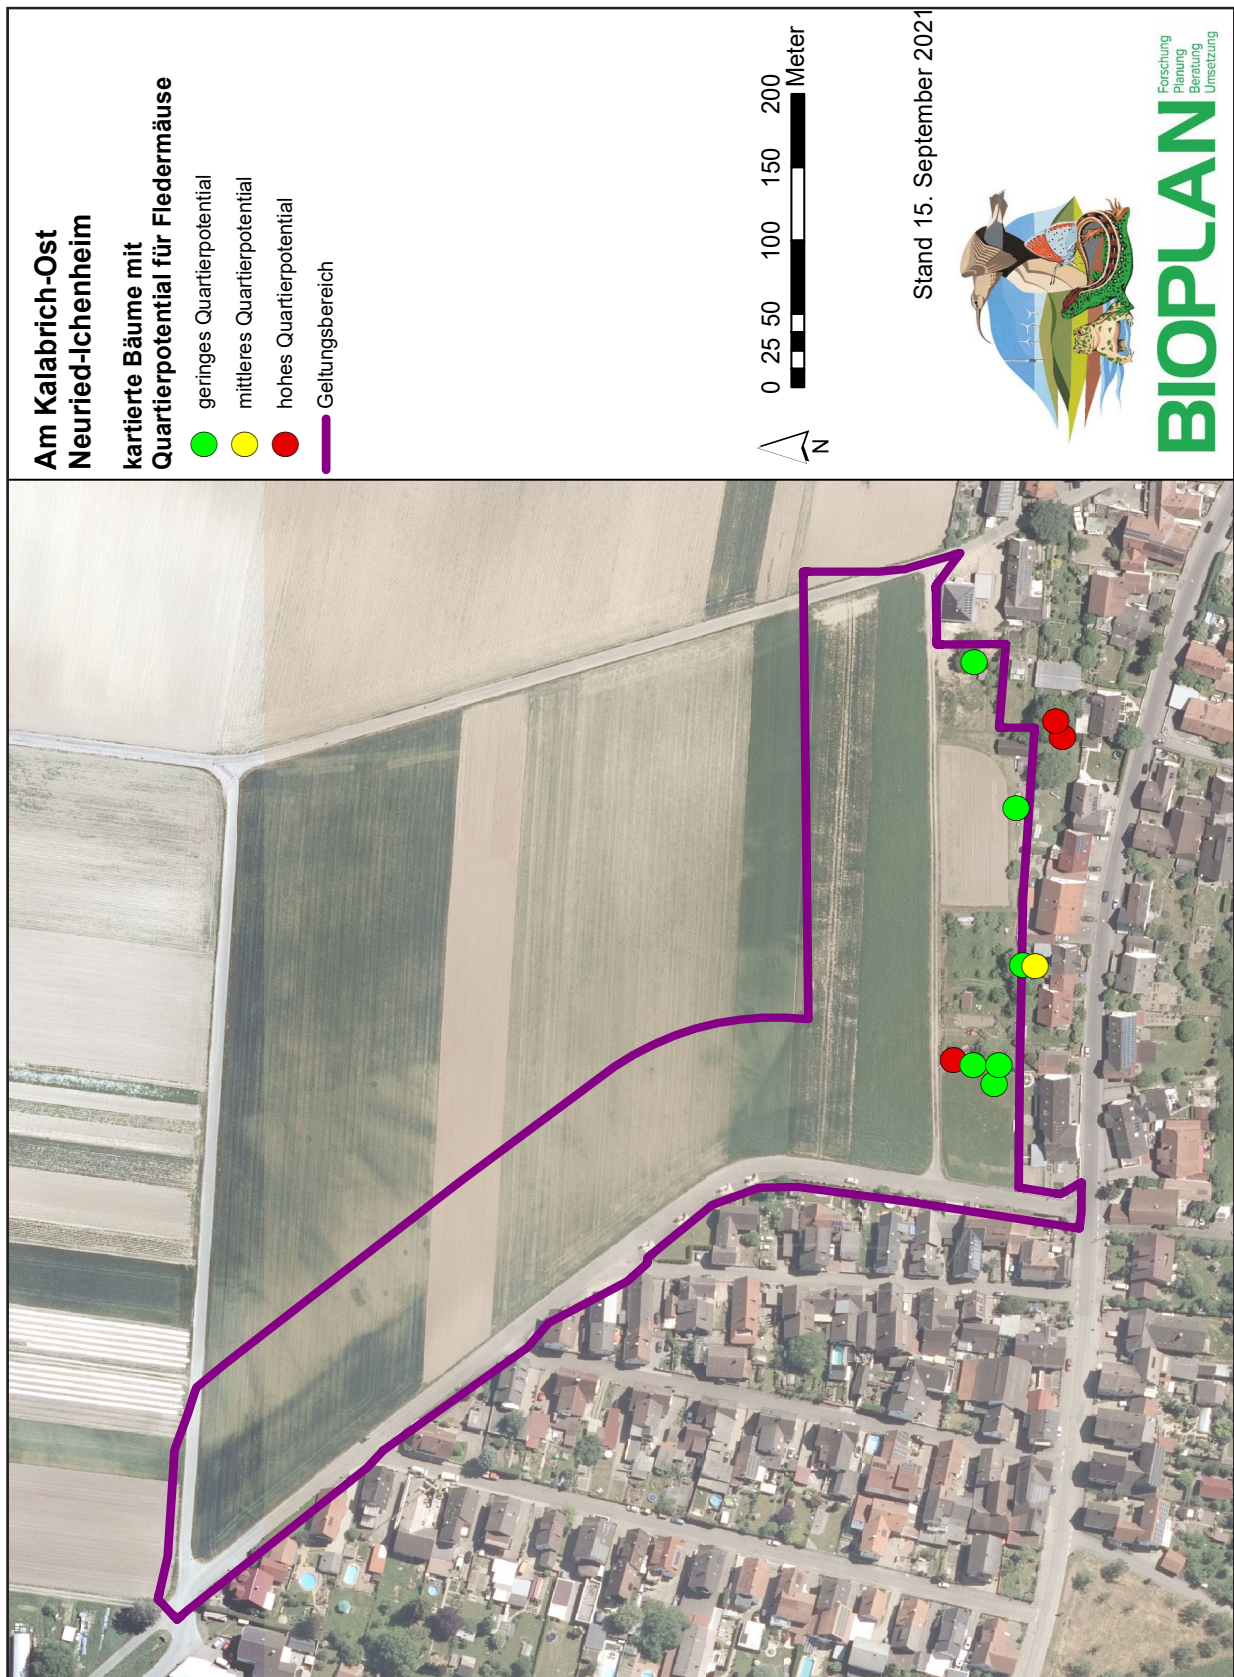 Am Kalabrich-Ost
Neuried-Ichenheim
kartierte Bäume mit
Quartierpotential für Fledermäuse
geringes Quartierpotential
mittleres Quartierpotential
hohes Quartierpotential
Geltungsbereich
N
0 25 50 100 150 200
Meter
Stand 15. September 2021
BIOPLAN
Forschung
Planung
Beratung
Umsetzung